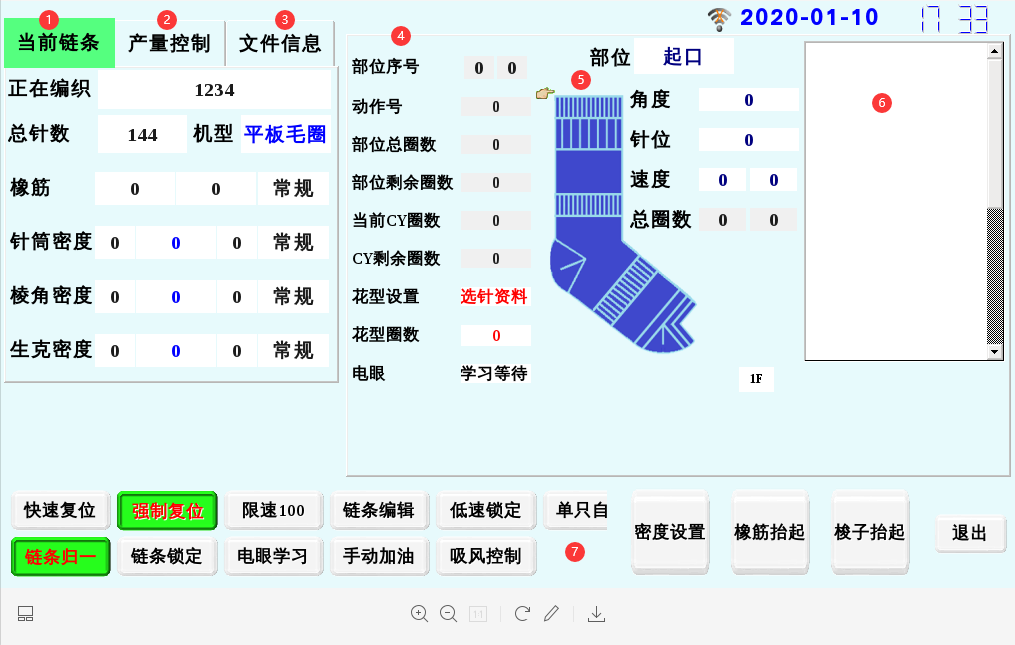 1 2 3
当前链条 产量控制 文件信息
2020-01-10 17 33
4
部位序号 0 0
动作号 0
部位总圈数 0
部位剩余圈数 0
当前CY圈数 0
CY剩余圈数 0
花型设置 选针资料
花型圈数 0
电眼 学习等待
正在编织 1234
总针数 144 机型 平板毛圈
橡筋 0 0 常规
针筒密度 0 0 0 常规
棱角密度 0 0 0 常规
生克密度 0 0 0 常规
部位 起口
5
角度 0
针位 0
速度 0 0
总圈数 0 0
6
1F
快速复位 强制复位 限速100 链条编辑 低速锁定 单只自
链条归一 链条锁定 电眼学习 手动加油 吸风控制 7
密度设置 橡筋抬起 梭子抬起 退出
1:1